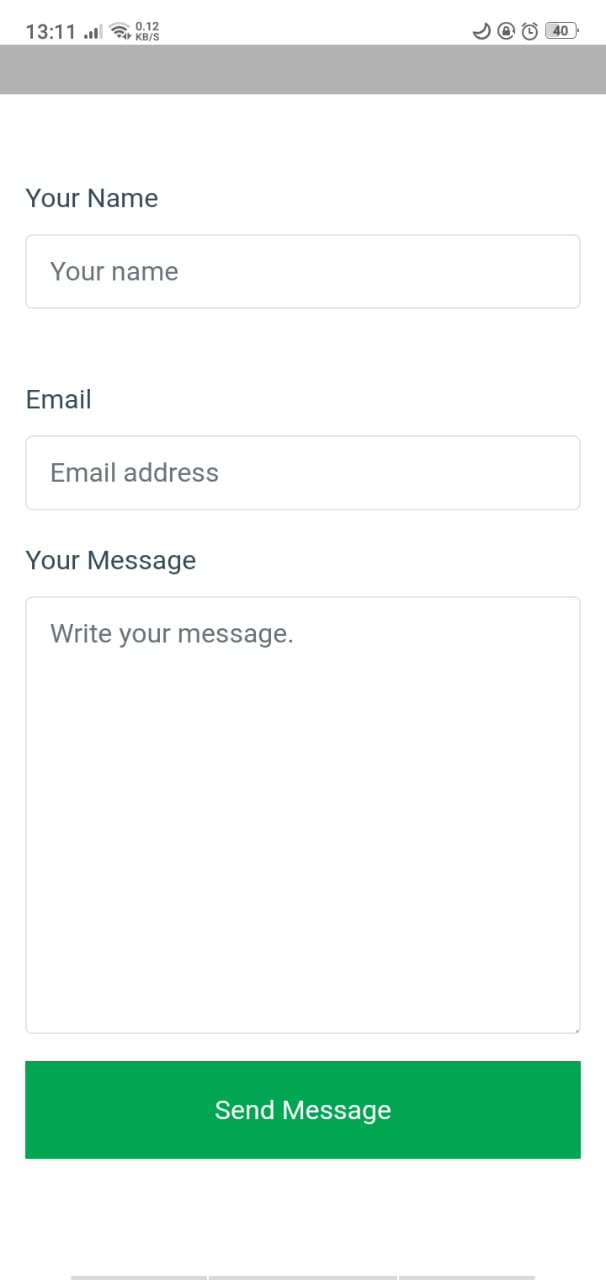 13:11 0.12 KB/S 40
Your Name
Your name
Email
Email address
Your Message
Write your message.
Send Message